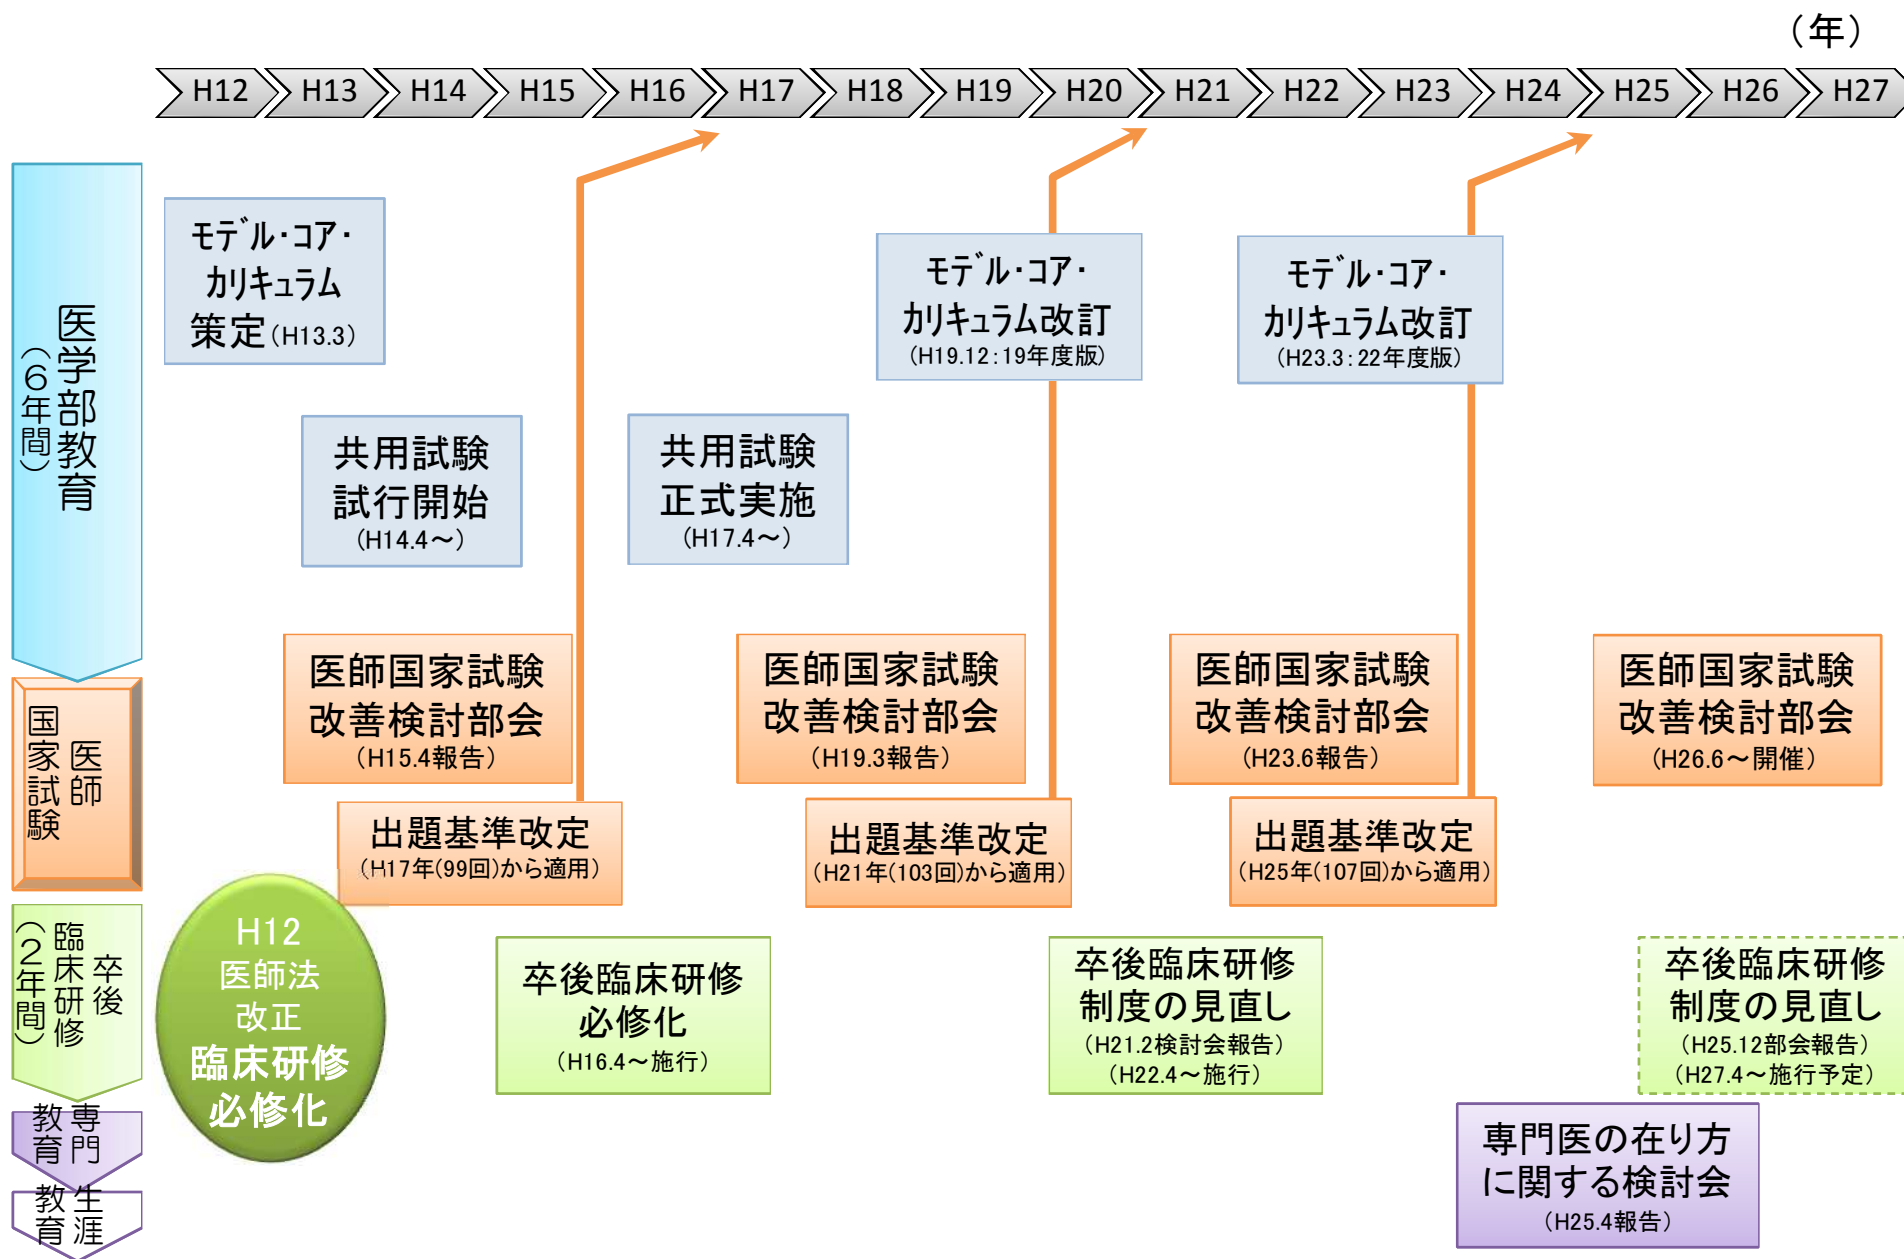 （年）
H12 H13 H14 H15 H16 H17 H18 H19 H20 H21 H22 H23 H24 H25 H26 H27
医学部教育
（６年間）
モデル・コア・
カリキュラム
策定（H13.3）
モデル・コア・
カリキュラム改訂
（H19.12：19年度版）
モデル・コア・
カリキュラム改訂
（H23.3：22年度版）
共用試験
試行開始
（H14.4～）
共用試験
正式実施
（H17.4～）
医師
国家試験
医師国家試験
改善検討部会
（H15.4報告）
医師国家試験
改善検討部会
（H19.3報告）
医師国家試験
改善検討部会
（H23.6報告）
医師国家試験
改善検討部会
（H26.6～開催）
出題基準改定
（H17年(99回)から適用）
出題基準改定
（H21年(103回)から適用）
出題基準改定
（H25年(107回)から適用）
卒後
臨床研修
（２年間）
H12
医師法
改正
臨床研修
必修化
卒後臨床研修
必修化
（H16.4～施行）
卒後臨床研修
制度の見直し
（H21.2検討会報告）
（H22.4～施行）
卒後臨床研修
制度の見直し
（H25.12部会報告）
（H27.4～施行予定）
専門
教育
専門医の在り方
に関する検討会
（H25.4報告）
生涯
教育